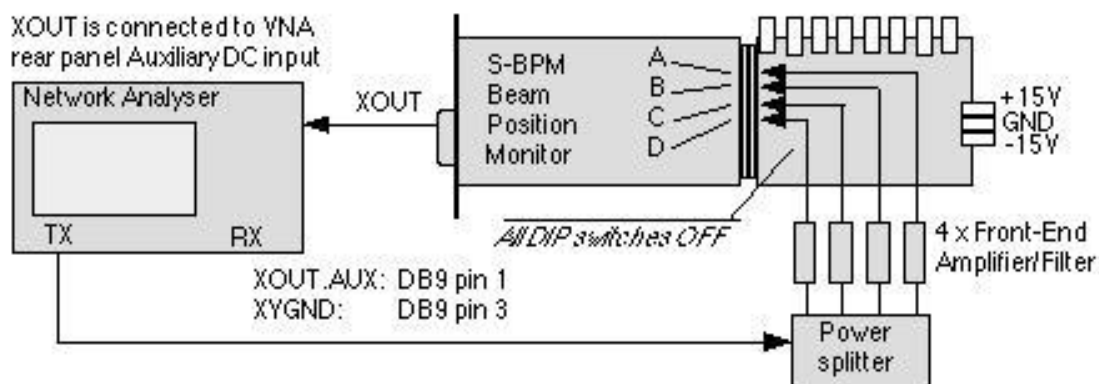 XOUT is connected to VNA
rear panel Auxiliary DC input
Network Analyser
TX
RX
XOUT
S-BPM
Beam
Position
Monitor
A
B
C
D
+15V
GND
-15V
All DIP switches OFF
4 x Front-End
Amplifier/Filter
XOUT.AUX: DB9 pin 1
XYGND: DB9 pin 3
Power
splitter